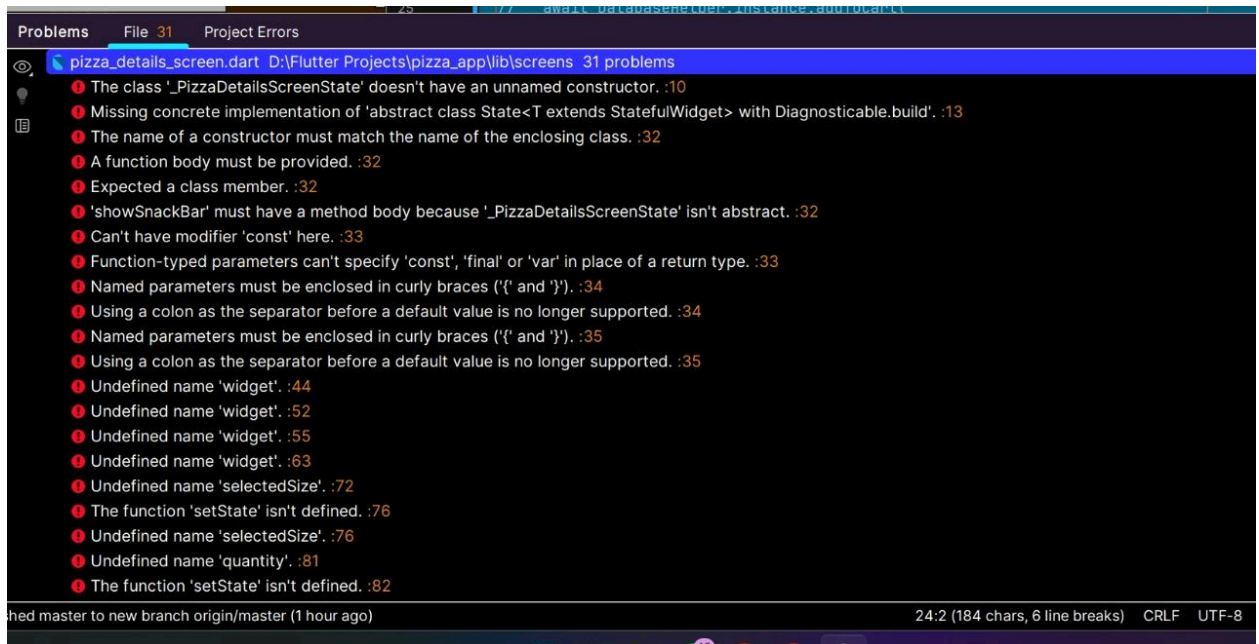 25 177 await DatabaseHelper.instance.addToCart(
Problems File 31 Project Errors
pizza_details_screen.dart D:\Flutter Projects\pizza_app\lib\screens 31 problems
The class '_PizzaDetailsScreenState' doesn't have an unnamed constructor. :10
Missing concrete implementation of 'abstract class State<T extends StatefulWidget> with Diagnosticable.build'. :13
The name of a constructor must match the name of the enclosing class. :32
A function body must be provided. :32
Expected a class member. :32
'showSnackBar' must have a method body because '_PizzaDetailsScreenState' isn't abstract. :32
Can't have modifier 'const' here. :33
Function-typed parameters can't specify 'const', 'final' or 'var' in place of a return type. :33
Named parameters must be enclosed in curly braces ('{' and '}'). :34
Using a colon as the separator before a default value is no longer supported. :34
Named parameters must be enclosed in curly braces ('{' and '}'). :35
Using a colon as the separator before a default value is no longer supported. :35
Undefined name 'widget'. :44
Undefined name 'widget'. :52
Undefined name 'widget'. :55
Undefined name 'widget'. :63
Undefined name 'selectedSize'. :72
The function 'setState' isn't defined. :76
Undefined name 'selectedSize'. :76
Undefined name 'quantity'. :81
The function 'setState' isn't defined. :82
shed master to new branch origin/master (1 hour ago) 24:2 (184 chars, 6 line breaks) CRLF UTF-8